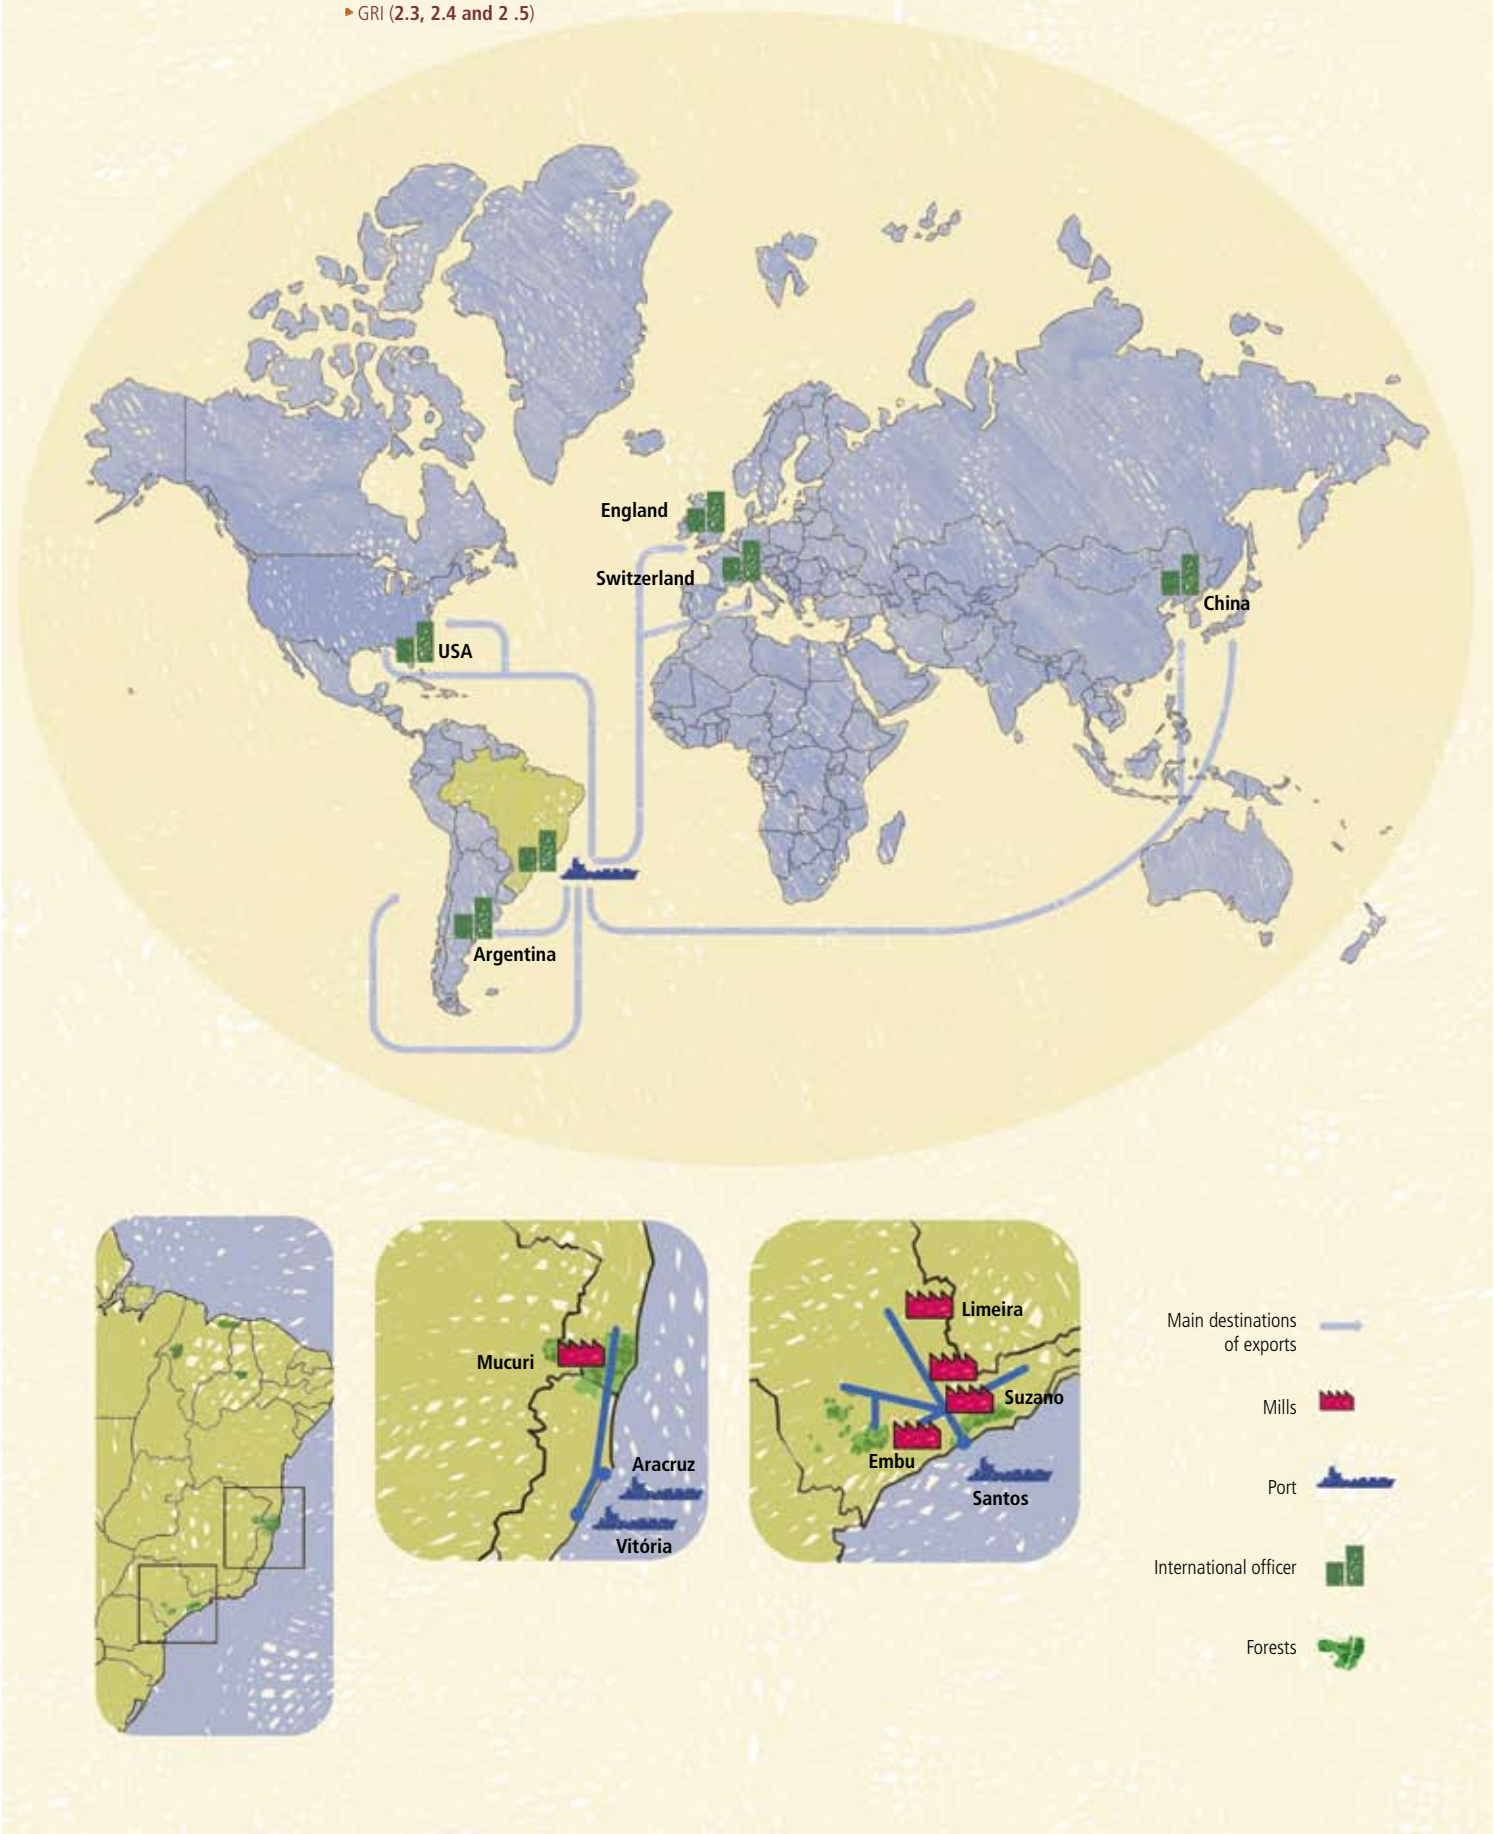 GRI (2.3, 2.4 and 2 .5)
England
Switzerland
China
USA
Argentina
Mucuri
Aracruz
Vitória
Limeira
Suzano
Embu
Santos
Main destinations
of exports
Mills
Port
International officer
Forests